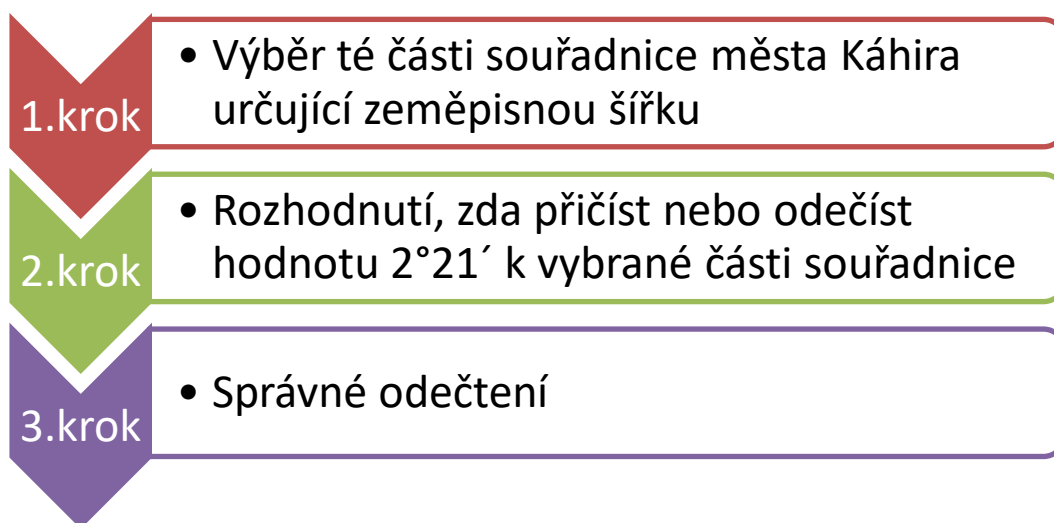 1.krok
• Výběr té části souřadnice města Káhira
určující zeměpisnou šířku
2.krok
• Rozhodnutí, zda přičíst nebo odečíst
hodnotu 2°21´ k vybrané části souřadnice
3.krok
• Správné odečtení